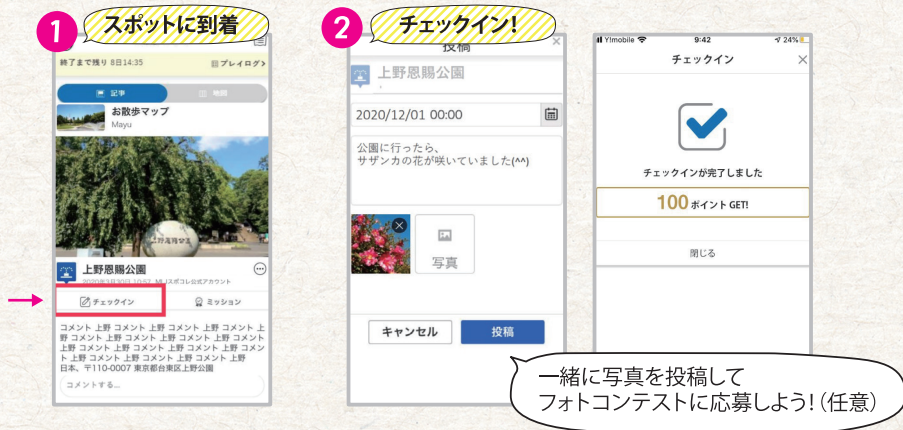 1 スポットに到着
終了まで残り 8日14:35
プレイログ>
記事
地図
お散歩マップ
Mayu
上野恩賜公園
上野恩賜公園
チェックイン
ミッション
コメント 上野 コメント 上野 コメント 上野 コメント 上
野 コメント 上野 コメント 上野 コメント 上野 コメント
上野 コメント 上野 コメント 上野 コメント 上野 コメン
ト 上野 コメント 上野 コメント 上野 コメント 上野
日本、〒110-0007 東京都台東区上野公園
コメントする...
2 チェックイン!
投稿
上野恩賜公園
2020/12/01 00:00
公園に行ったら、
サザンカの花が咲いていました(^^)
写真
キャンセル
投稿
Y!mobile 9:42 24%
チェックイン
チェックインが完了しました
100 ポイント GET!
閉じる
一緒に写真を投稿して
フォトコンテストに応募しよう!(任意)